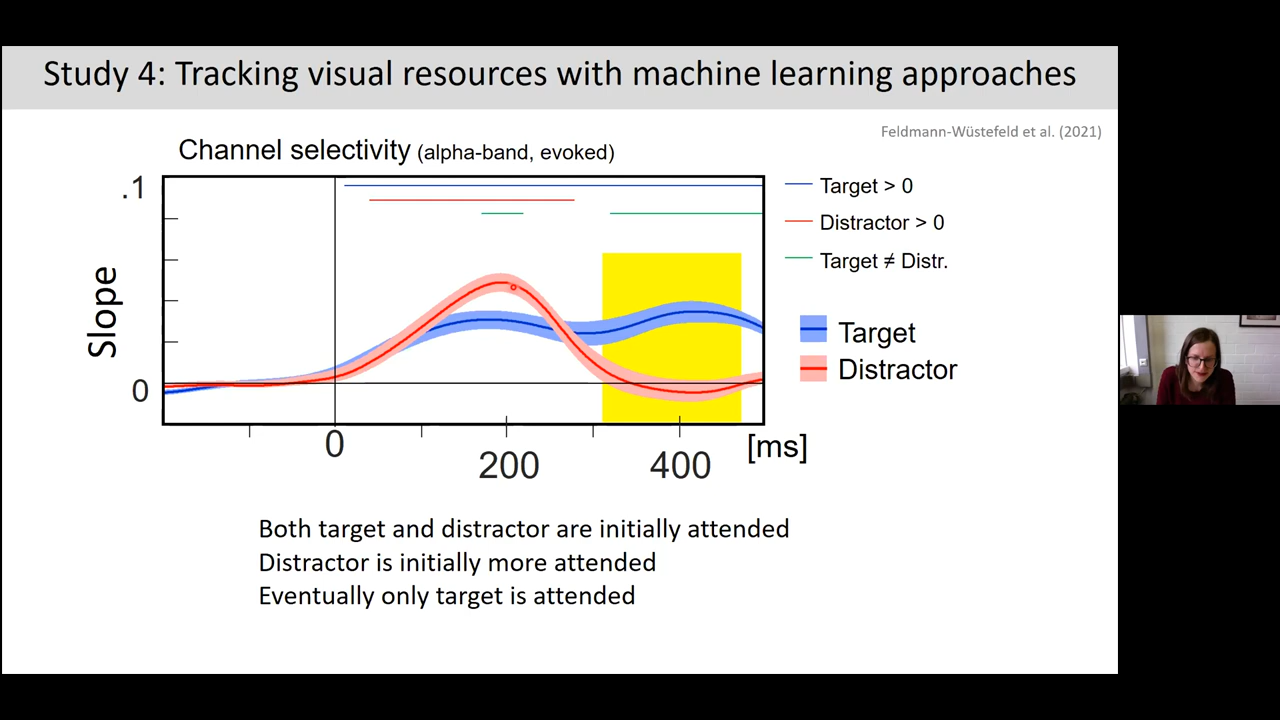 Study 4: Tracking visual resources with machine learning approaches
Feldmann-Wüstefeld et al. (2021)
Channel selectivity (alpha-band, evoked)
.1
Slope
0
Target > 0
Distractor > 0
Target ≠ Distr.
Target
Distractor
0
200
400
[ms]
Both target and distractor are initially attended
Distractor is initially more attended
Eventually only target is attended